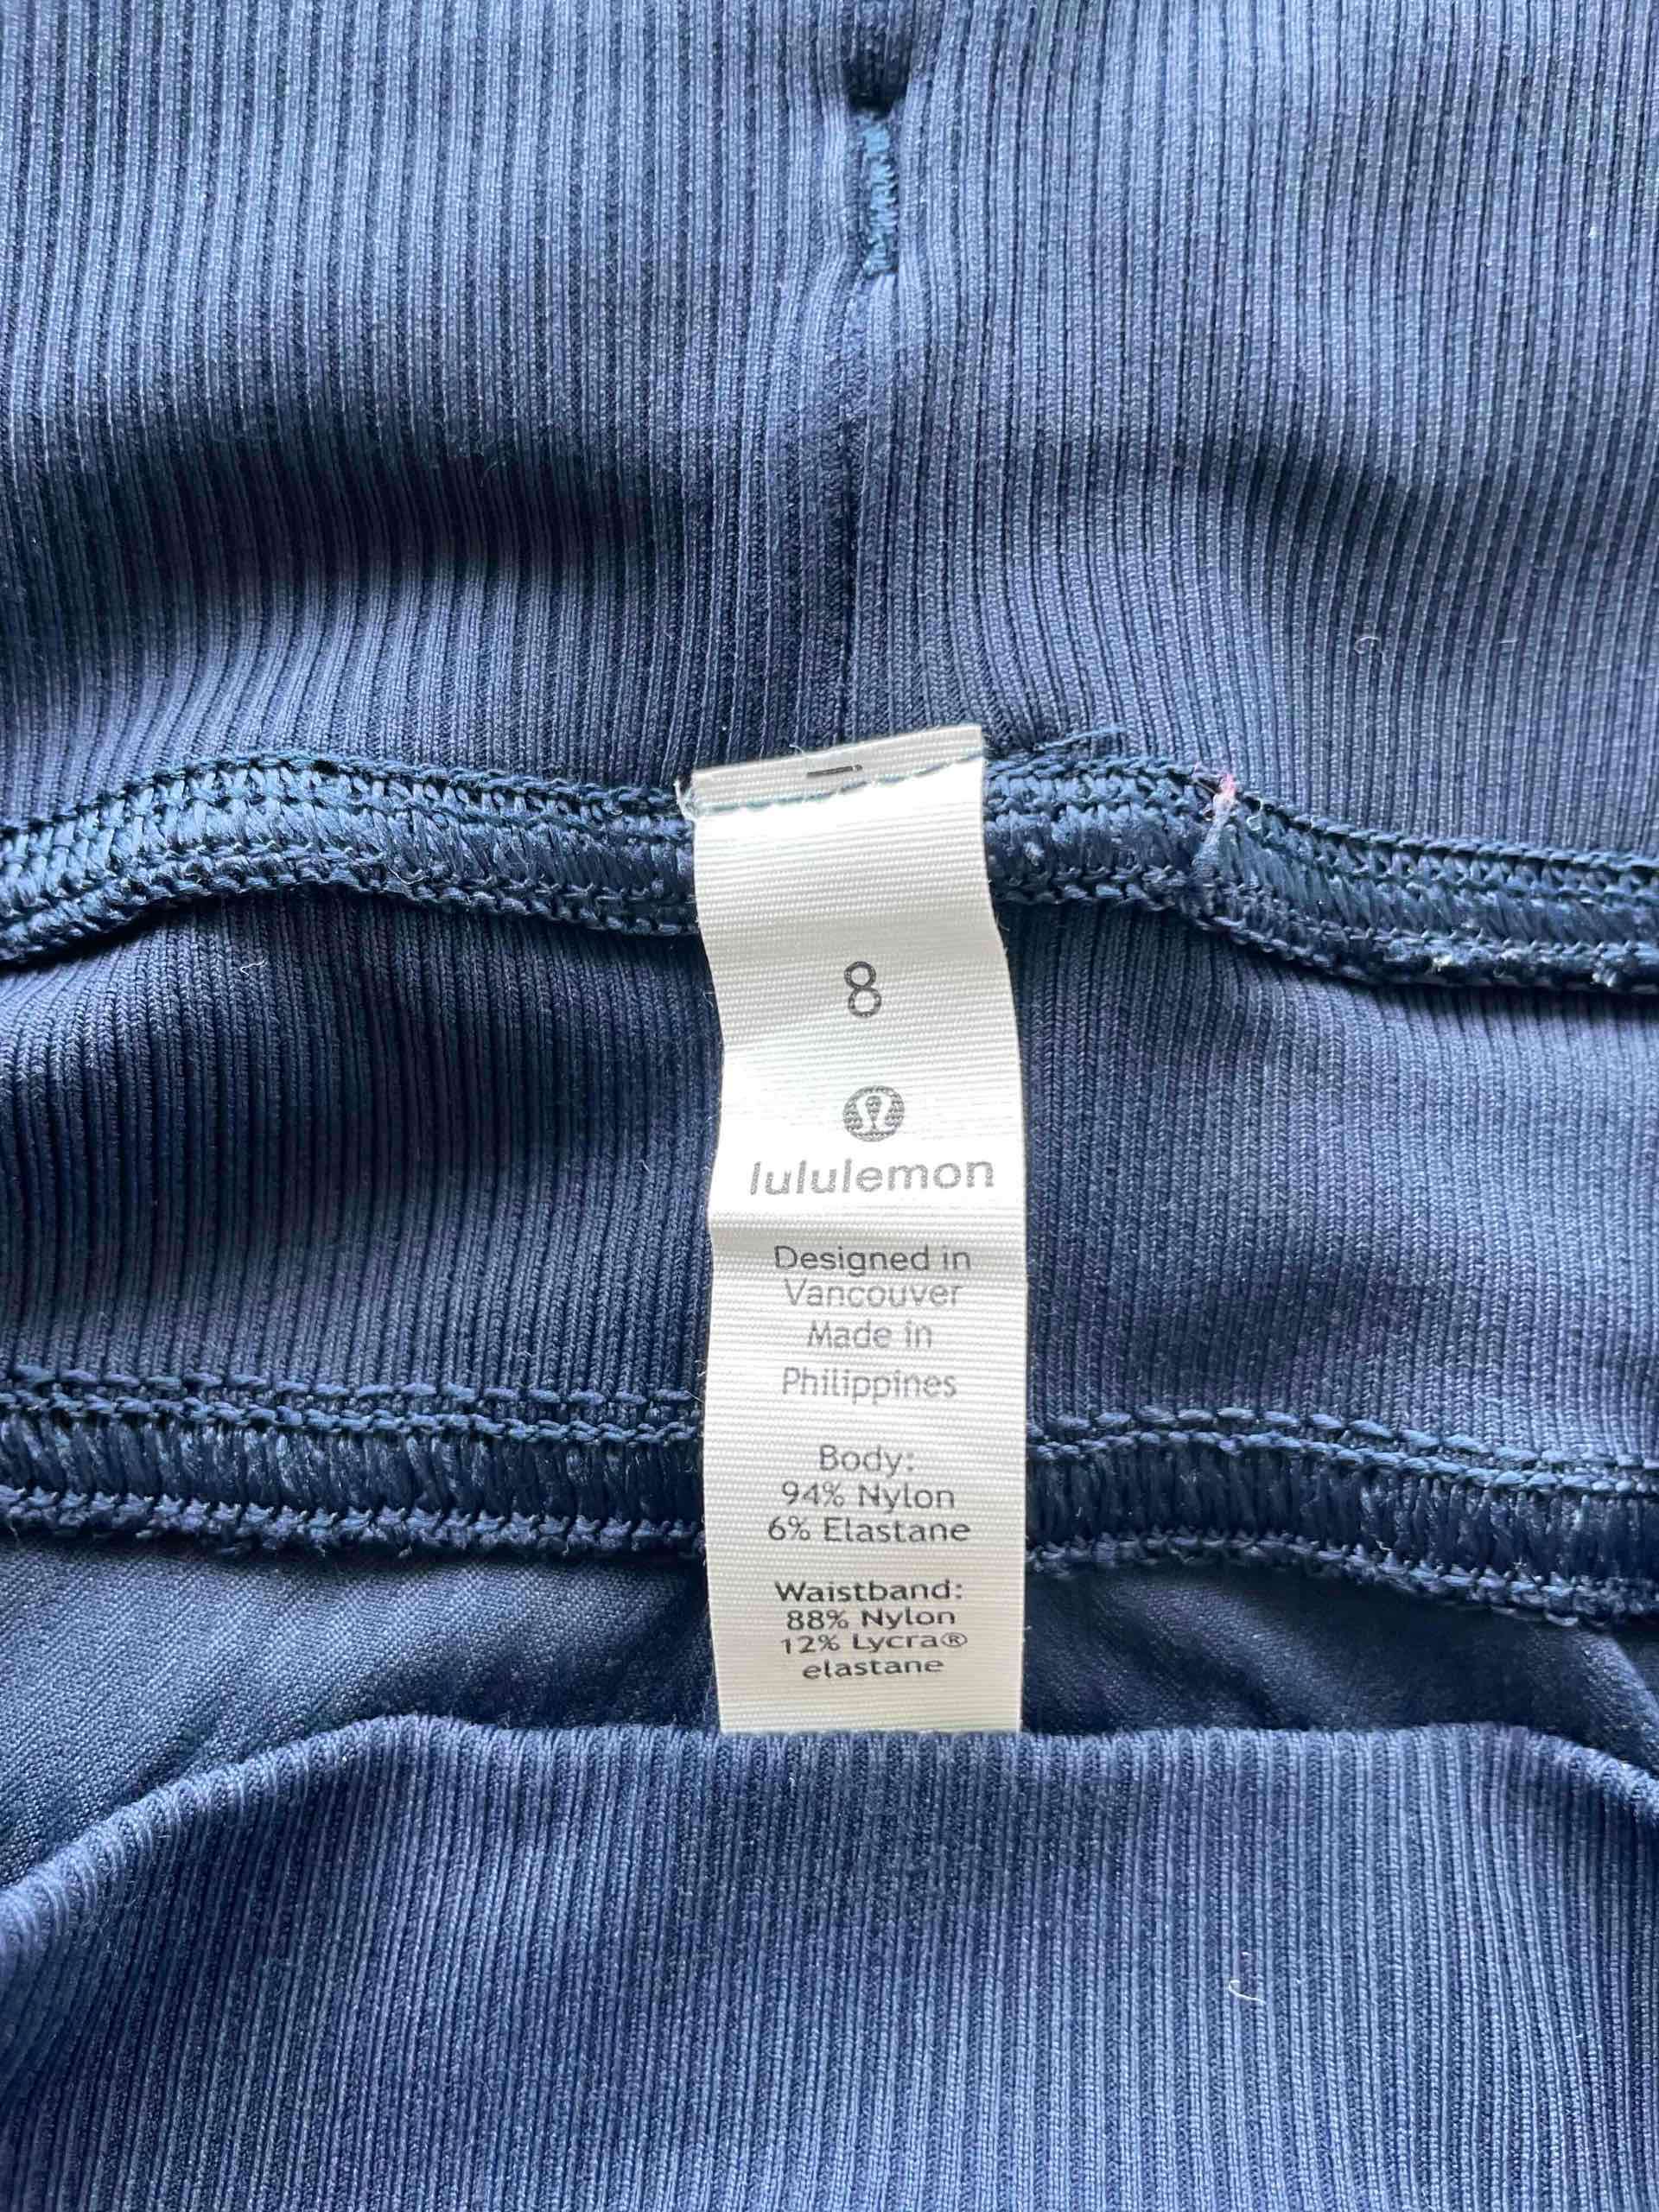 8
lululemon
Designed in
Vancouver
Made in
Philippines
Body:
94% Nylon
6% Elastane
Waistband:
88% Nylon
12% Lycra®
elastane